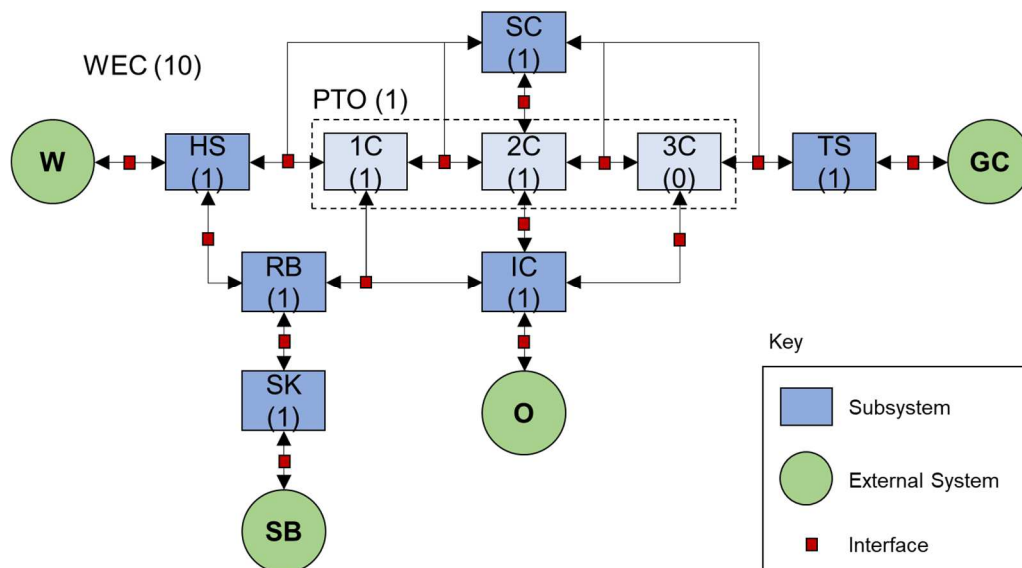 SC
(1)
WEC (10)
PTO (1)
W
HS
(1)
1C
(1)
2C
(1)
3C
(0)
TS
(1)
GC
RB
(1)
IC
(1)
SK
(1)
O
SB
Key
Subsystem
External System
Interface